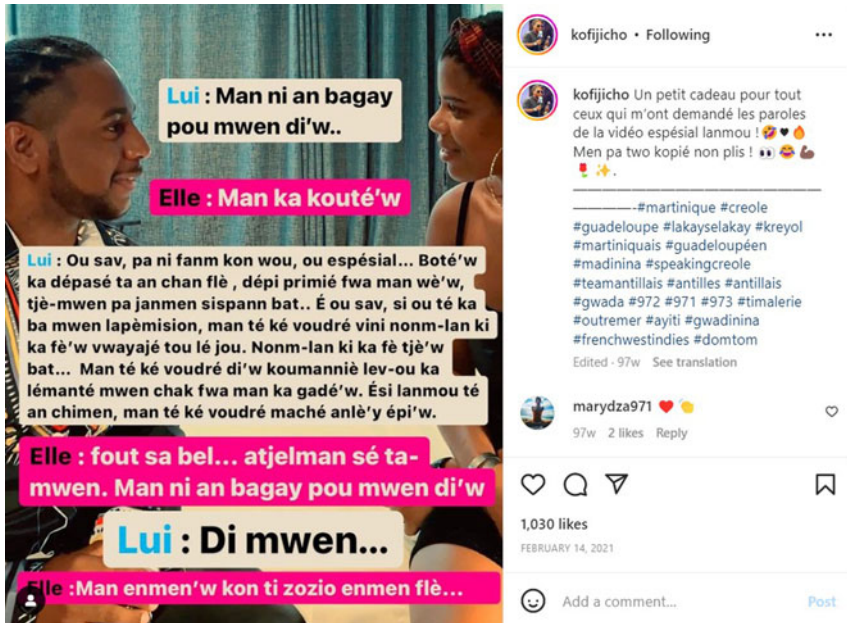 Lui : Man ni an bagay
pou mwen di'w..
Elle : Man ka kouté'w
Lui : Ou sav, pa ni fanm kon wou, ou espésial... Boté'w
ka dépasé ta an chan flè , dépi primié fwa man wè'w,
tjè-mwen pa janmen sispann bat.. É ou sav, si ou té ka
ba mwen lapèmision, man té ké voudré vini nonm-lan ki
ka fè'w vwayajé tou lé jou. Nonm-lan ki ka fè tjè'w
bat... Man té ké voudré di'w koumanniè lev-ou ka
lémanté mwen chak fwa man ka gadé'w. Ési lanmou té
an chimen, man té ké voudré maché anlè'y épi'w.
Elle : fout sa bel... atjelman sé ta-
mwen. Man ni an bagay pou mwen di'w
Lui : Di mwen...
Elle :Man enmen'w kon ti zozio enmen flè...
kofijicho • Following
kofijicho Un petit cadeau pour tout
ceux qui m'ont demandé les paroles
de la vidéo espésial lanmou !🤣♥🔥
Men pa two kopié non plis ! 👀😂💪🏿
🌹✨.
————————————————————
—————-#martinique #creole
#guadeloupe #lakayselakay #kreyol
#martiniquais #guadeloupéen
#madinina #speakingcreole
#teamantillais #antilles #antillais
#gwada #972 #971 #973 #timalerie
#outremer #ayiti #gwadinina
#frenchwestindies #domtom
Edited · 97w See translation
marydza971 ❤️👏
97w 2 likes Reply
1,030 likes
FEBRUARY 14, 2021
Add a comment...
Post